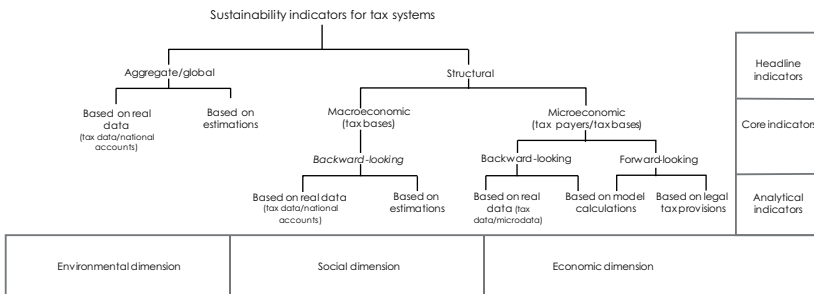 Sustainability indicators for tax systems
Aggregate/global
Structural
Headline
indicators
Based on real
data
(tax data/national
accounts)
Based on
estimations
Macroeconomic
(tax bases)
Microeconomic
(tax payers/tax bases)
Core indicators
Backward-looking
Backward-looking
Forward-looking
Based on real data
(tax data/national
accounts)
Based on
estimations
Based on real
data (tax
data/microdata)
Based on model
calculations
Based on legal
tax provisions
Analytical
indicators
Environmental dimension
Social dimension
Economic dimension